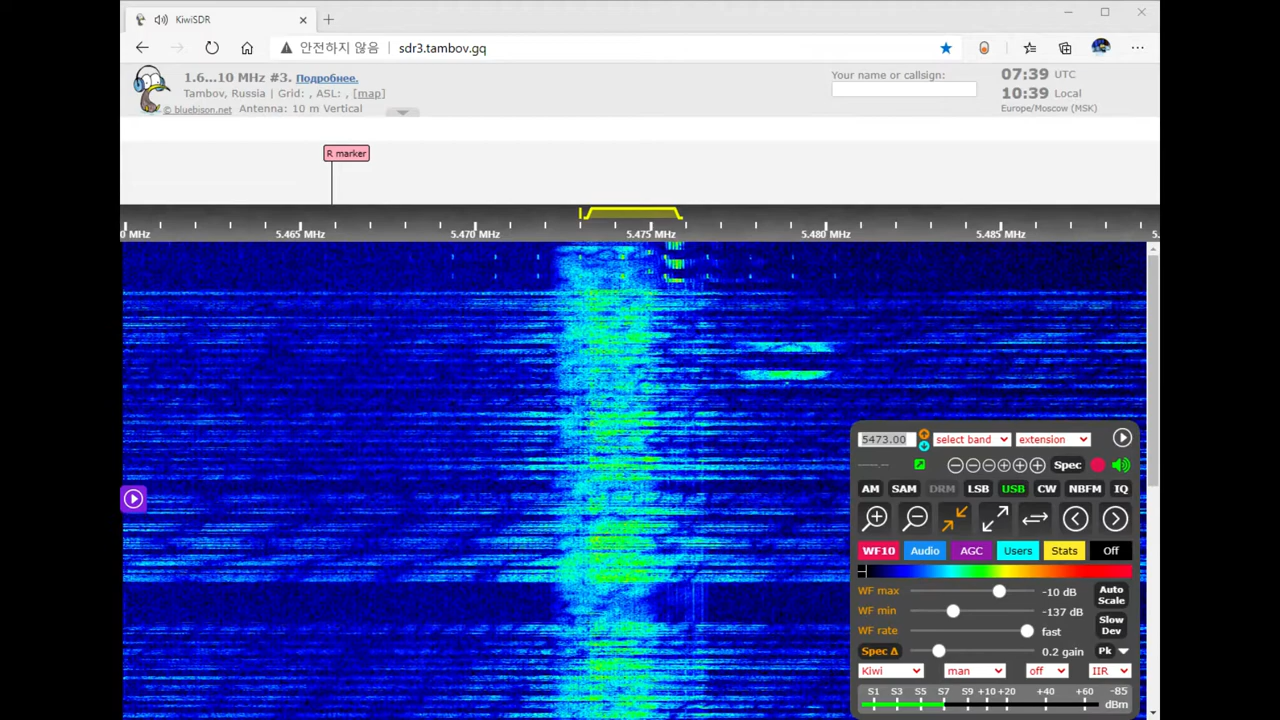 KiwiSDR
안전하지 않음
sdr3.tambov.gq
1.6...10 MHz #3. Подробнее.
Tambov, Russia | Grid: , ASL: , [map]
© bluebison.net Antenna: 10 m Vertical
Your name or callsign:
07:39 UTC
10:39 Local
Europe/Moscow (MSK)
R marker
0 MHz 5.465 MHz 5.470 MHz 5.475 MHz 5.480 MHz 5.485 MHz 5.
5473.00 select band extension
Spec
AM SAM DRM LSB USB CW NBFM IQ
WF10 Audio AGC Users Stats Off
WF max -10 dB Auto Scale
WF min -137 dB
WF rate fast Slow Dev
Spec Δ 0.2 gain Pk
Kiwi man off IIR
S1 S3 S5 S7 S9 +10 +20 +40 +60 -85
dBm